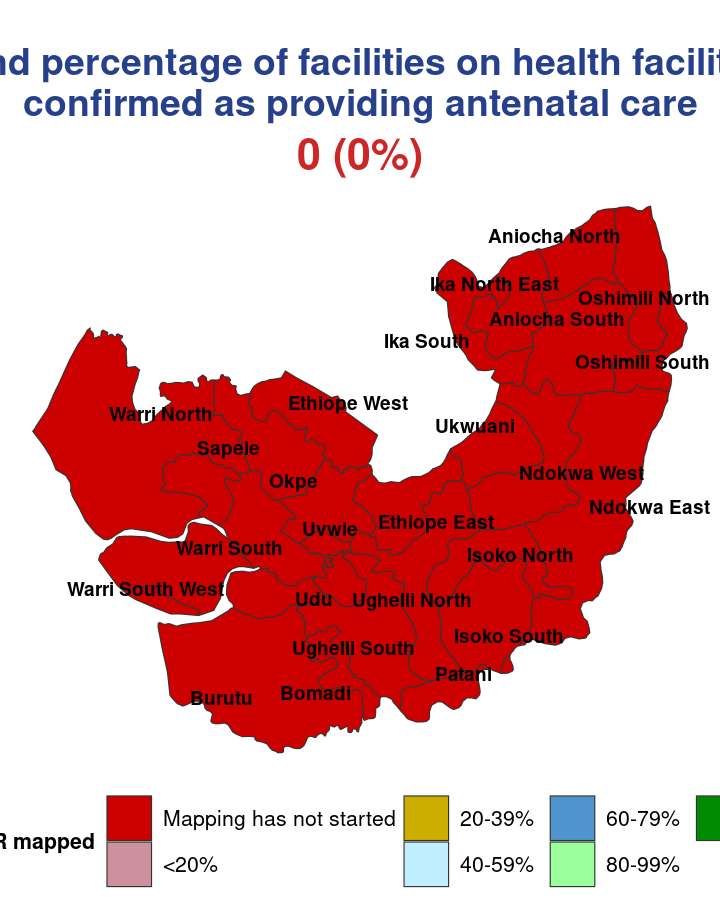 nd percentage of facilities on health facilit
confirmed as providing antenatal care
0 (0%)
Aniocha North
Ika North East
Oshimili North
Aniocha South
Ika South
Oshimili South
Ethiope West
Warri North
Ukwuani
Sapele
Ndokwa West
Okpe
Ndokwa East
Ethiope East
Uvwie
Warri South
Isoko North
Warri South West
Udu
Ughelli North
Isoko South
Ughelli South
Patani
Bomadi
Burutu
R mapped
Mapping has not started
20-39%
60-79%
<20%
40-59%
80-99%